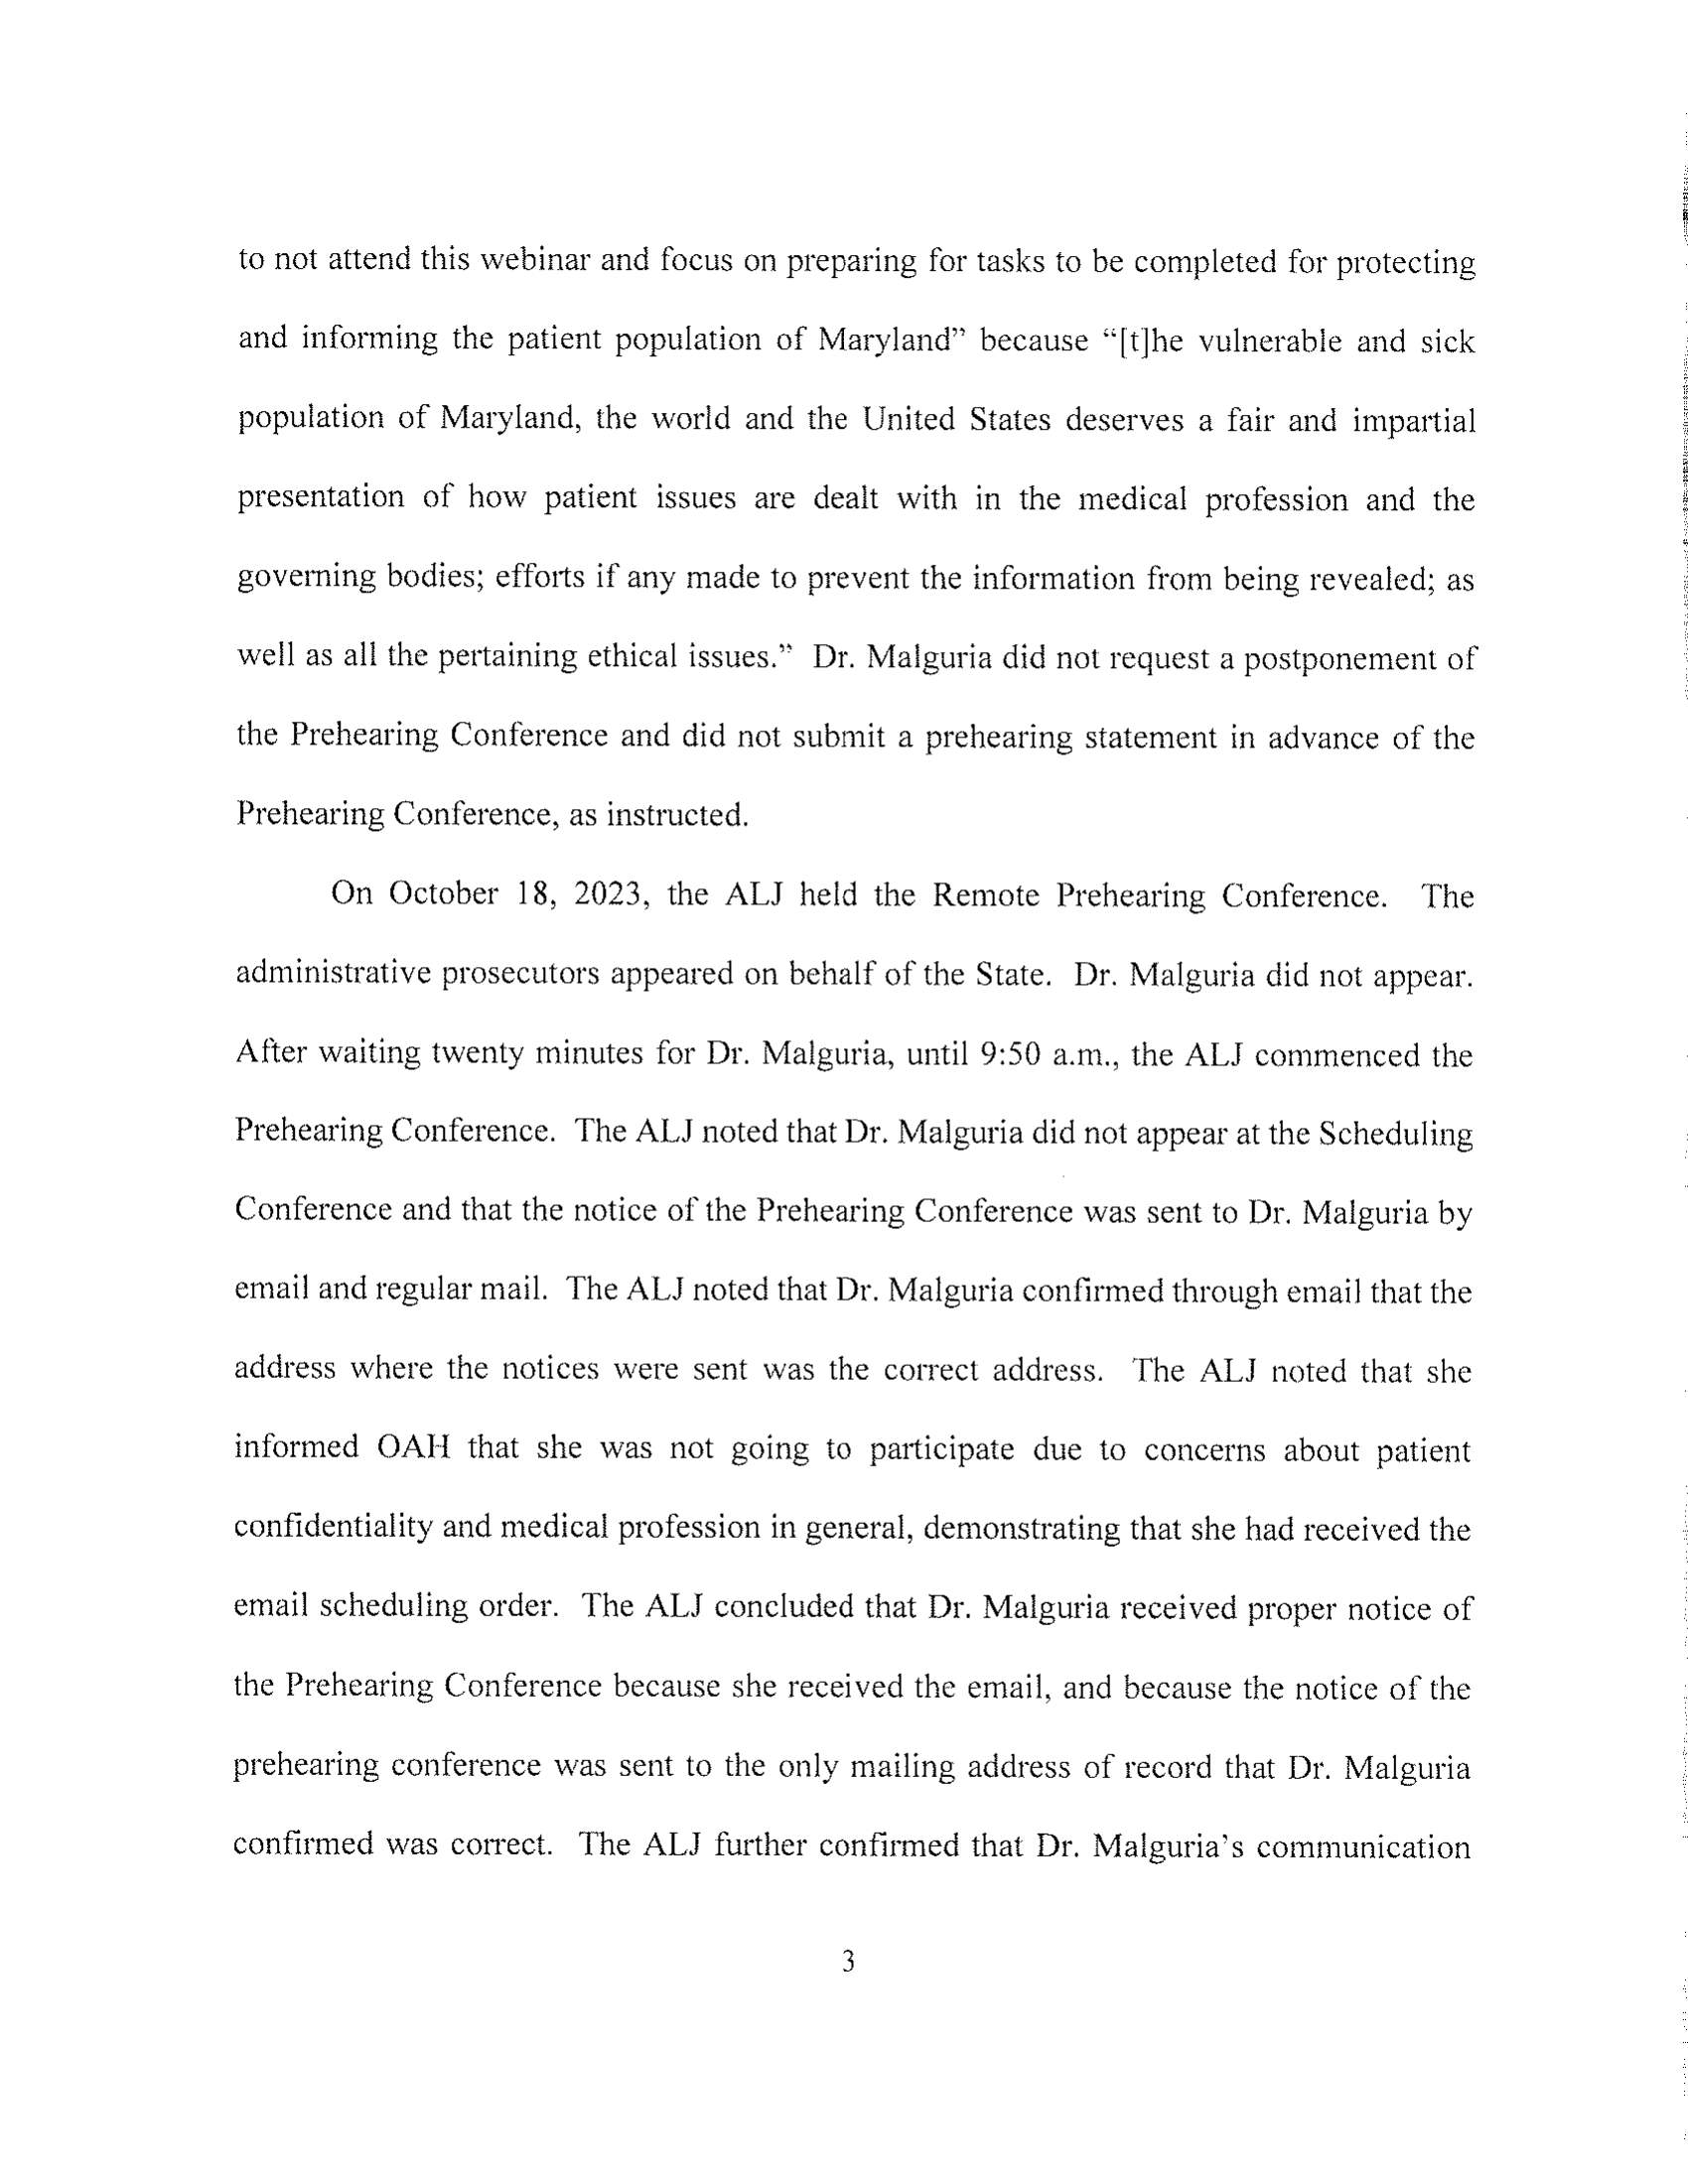 to not attend this webinar and focus on preparing for tasks to be completed for protecting
and informing the patient population of Maryland” because “[t]he vulnerable and sick
population of Maryland, the world and the United States deserves a fair and impartial
presentation of how patient issues are dealt with in the medical profession and the
governing bodies; efforts if any made to prevent the information from being revealed; as
well as all the pertaining ethical issues.” Dr. Malguria did not request a postponement of
the Prehearing Conference and did not submit a prehearing statement in advance of the
Prehearing Conference, as instructed.
On October 18, 2023, the ALJ held the Remote Prehearing Conference. The
administrative prosecutors appeared on behalf of the State. Dr. Malguria did not appear.
After waiting twenty minutes for Dr. Malguria, until 9:50 a.m., the ALJ commenced the
Prehearing Conference. The ALJ noted that Dr. Malguria did not appear at the Scheduling
Conference and that the notice of the Prehearing Conference was sent to Dr. Malguria by
email and regular mail. The ALJ noted that Dr. Malguria confirmed through email that the
address where the notices were sent was the correct address. The ALJ noted that she
informed OAH that she was not going to participate due to concerns about patient
confidentiality and medical profession in general, demonstrating that she had received the
email scheduling order. The ALJ concluded that Dr. Malguria received proper notice of
the Prehearing Conference because she received the email, and because the notice of the
prehearing conference was sent to the only mailing address of record that Dr. Malguria
confirmed was correct. The ALJ further confirmed that Dr. Malguria’s communication
3